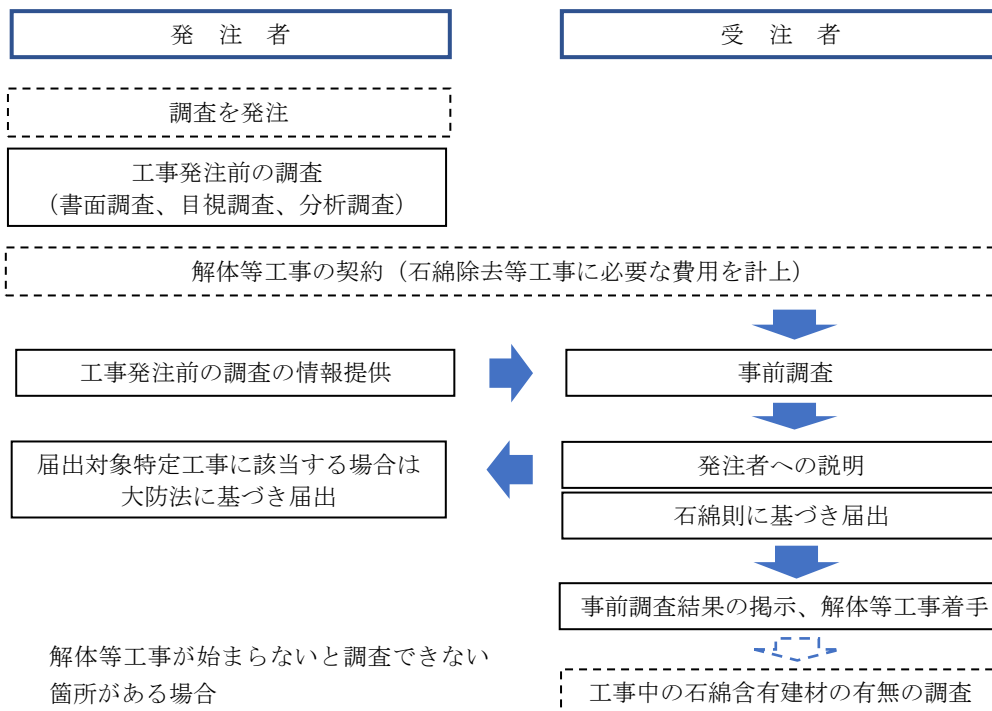 発　注　者
受　注　者
調査を発注
工事発注前の調査
（書面調査、目視調査、分析調査）
解体等工事の契約（石綿除去等工事に必要な費用を計上）
工事発注前の調査の情報提供
事前調査
届出対象特定工事に該当する場合は
大防法に基づき届出
発注者への説明
石綿則に基づき届出
事前調査結果の掲示、解体等工事着手
解体等工事が始まらないと調査できない
箇所がある場合
工事中の石綿含有建材の有無の調査